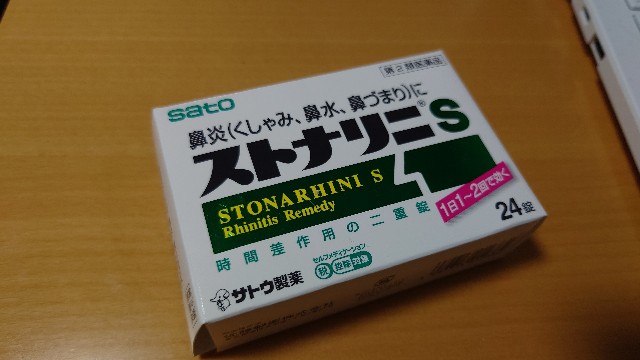 第2類医薬品
sato
鼻炎(くしゃみ、鼻水、鼻づまり)に
ストナリニ®S
STONARHINI S
Rhinitis Remedy
1日1~2回で効く
時間差作用の二重錠
24錠
セルフメディケーション
税 控除 対象
サトウ製薬